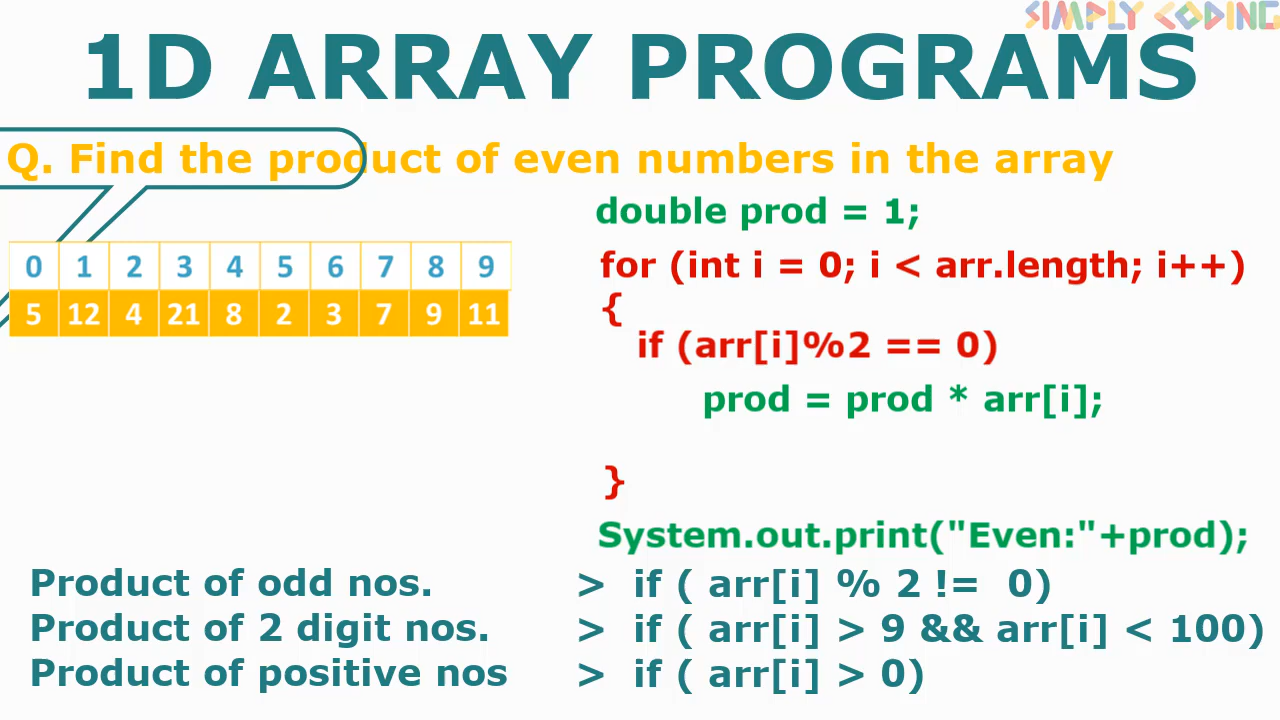 SIMPLY CODING
1D ARRAY PROGRAMS
Q. Find the product of even numbers in the array
0 1 2 3 4 5 6 7 8 9
5 12 4 21 8 2 3 7 9 11
double prod = 1;
for (int i = 0; i < arr.length; i++)
{
if (arr[i]%2 == 0)
prod = prod * arr[i];
}
System.out.print("Even:"+prod);
Product of odd nos. > if ( arr[i] % 2 != 0)
Product of 2 digit nos. > if ( arr[i] > 9 && arr[i] < 100)
Product of positive nos > if ( arr[i] > 0)